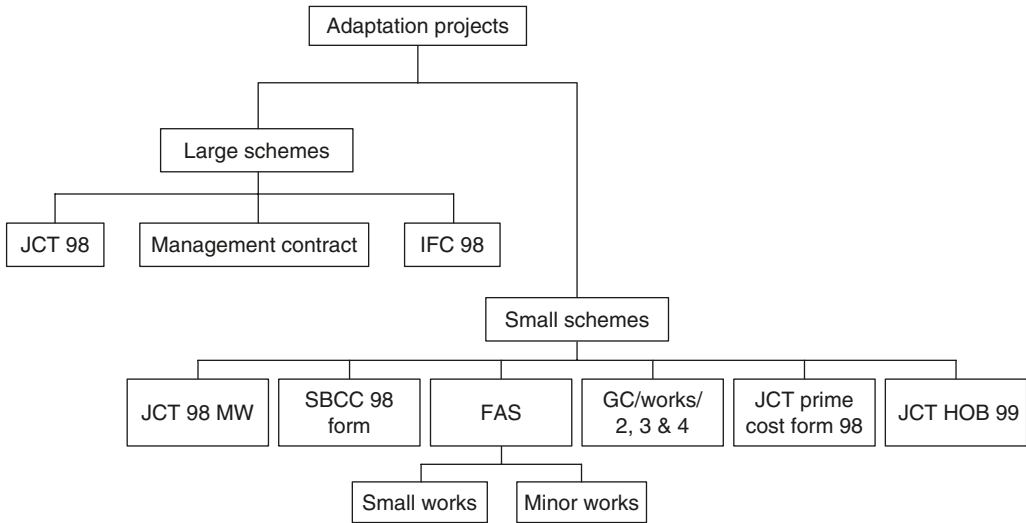 Adaptation projects
Large schemes
JCT 98
Management contract
IFC 98
Small schemes
JCT 98 MW
SBCC 98
form
FAS
GC/works/
2, 3 & 4
JCT prime
cost form 98
JCT HOB 99
Small works
Minor works